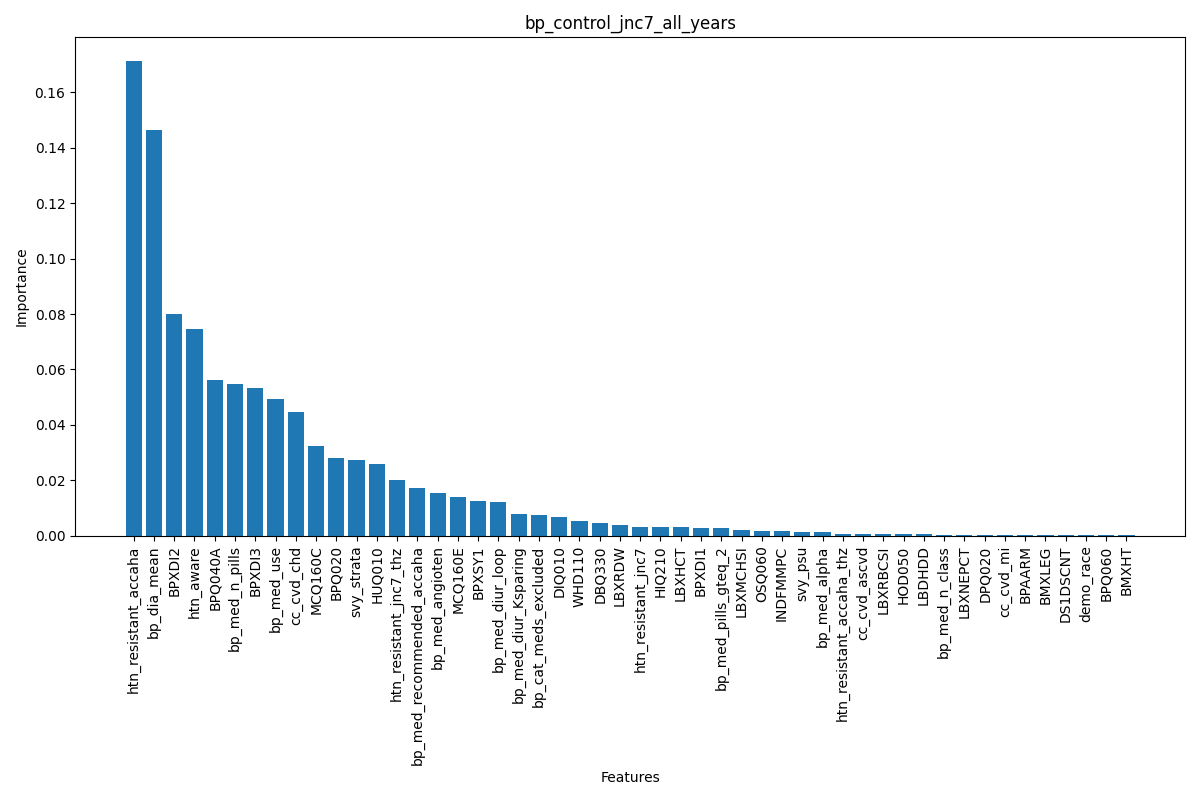 bp_control_jnc7_all_years
Importance
0.16
0.14
0.12
0.10
0.08
0.06
0.04
0.02
0.00
htn_resistant_accaha
bp_dia_mean
BPXDI2
htn_aware
BPQ040A
bp_med_n_pills
BPXDI3
bp_med_use
cc_cvd_chd
MCQ160C
BPQ020
svy_strata
HUQ010
htn_resistant_jnc7_thz
bp_med_recommended_accaha
bp_med_angioten
MCQ160E
BPXSY1
bp_med_diur_loop
bp_med_diur_Ksparing
bp_cat_meds_excluded
DIQ010
WHD110
DBQ330
LBXRDW
htn_resistant_jnc7
HIQ210
LBXHCT
BPXDI1
bp_med_pills_gteq_2
LBXMCHSI
OSQ060
INDFMMPC
svy_psu
bp_med_alpha
htn_resistant_accaha_thz
cc_cvd_ascvd
LBXRBCSI
HOD050
LBDHDD
bp_med_n_class
LBXNEPCT
DPQ020
cc_cvd_mi
BPAARM
BMXLEG
DS1DSCNT
demo_race
BPQ060
BMXHT
Features